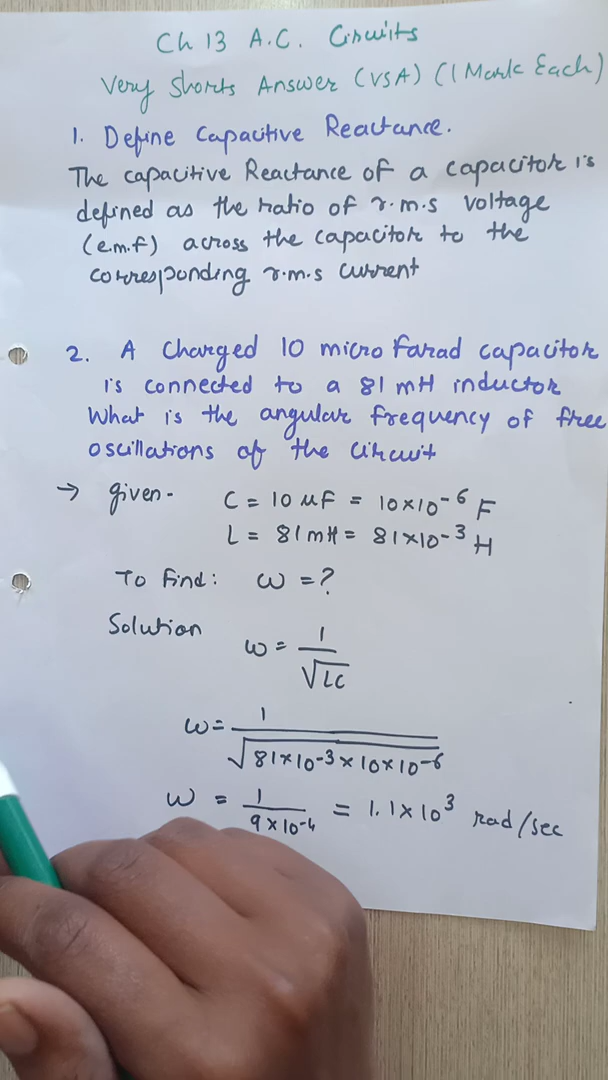 Ch 13 A.C. Circuits
Very Shorts Answer (VSA) (1 Mark Each)
1. Define Capacitive Reactance.
The capacitive Reactance of a capacitor is
defined as the ratio of r.m.s voltage
(e.m.f) across the capacitor to the
corresponding r.m.s current
2. A Charged 10 micro farad capacitor
is connected to a 81 mH inductor
What is the angular frequency of free
oscillations of the circuit
→ given- C = 10 μF = 10×10-⁶ F
L = 81 mH = 81×10-³ H
To find: ω = ?
Solution
ω = 1/√LC
ω = 1/√81×10-³×10×10-⁶
ω = 1/9×10-⁴ = 1.1×10³ rad/sec